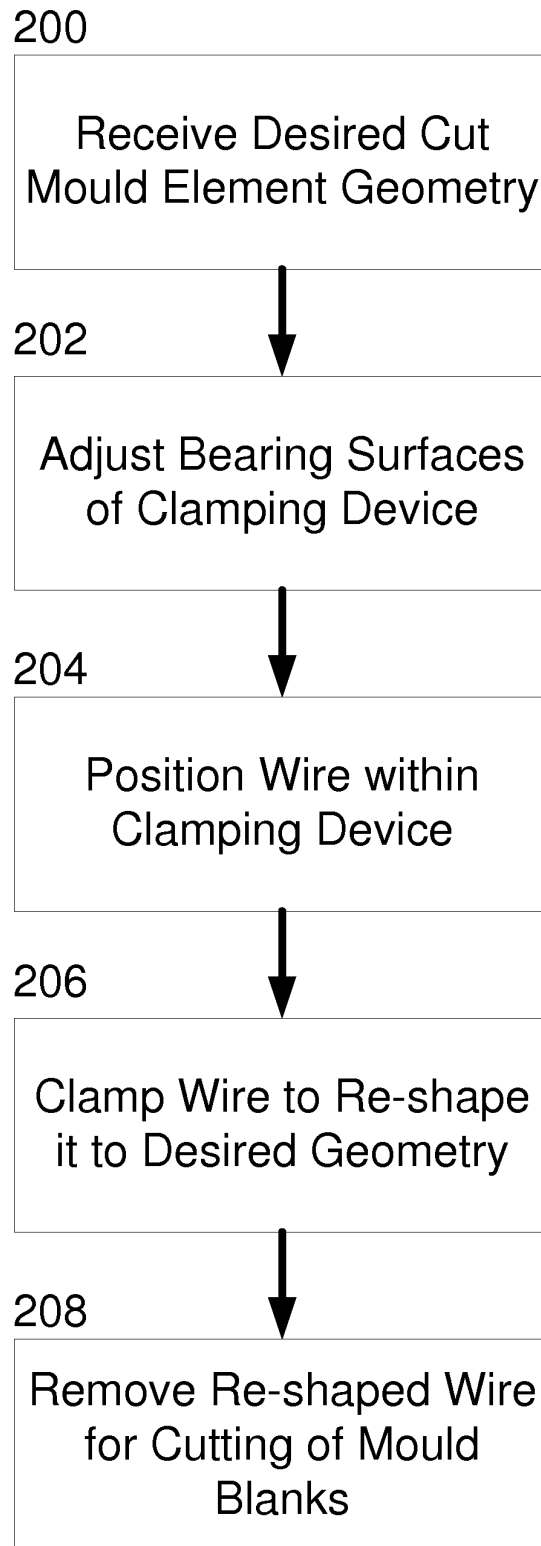 200
Receive Desired Cut
Mould Element Geometry
202
Adjust Bearing Surfaces
of Clamping Device
204
Position Wire within
Clamping Device
206
Clamp Wire to Re-shape
it to Desired Geometry
208
Remove Re-shaped Wire
for Cutting of Mould
Blanks